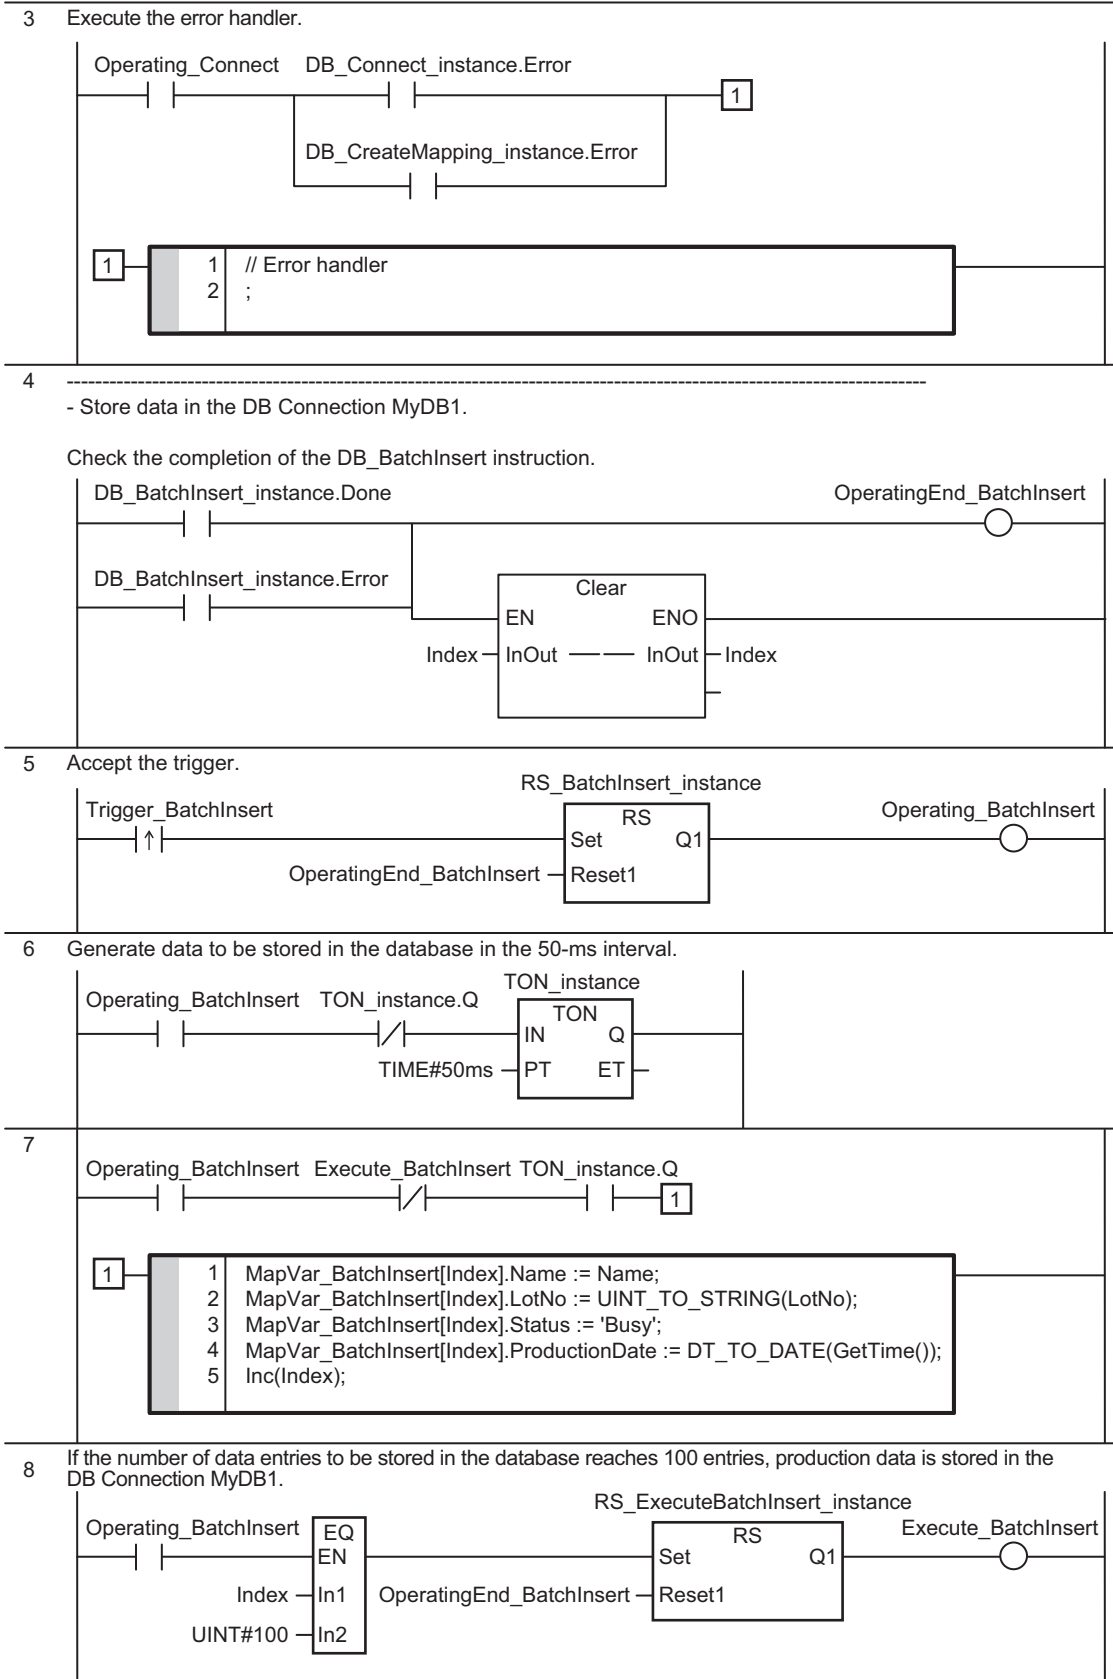 3 Execute the error handler.
Operating_Connect DB_Connect_instance.Error
1
DB_CreateMapping_instance.Error
1
1 // Error handler
2 ;
4 --------------------------------------------------------------------------------------------------------------------------
- Store data in the DB Connection MyDB1.
Check the completion of the DB_BatchInsert instruction.
DB_BatchInsert_instance.Done OperatingEnd_BatchInsert
DB_BatchInsert_instance.Error
Clear
EN ENO
Index InOut InOut Index
5 Accept the trigger.
RS_BatchInsert_instance
Trigger_BatchInsert RS Operating_BatchInsert
↑ Set Q1
OperatingEnd_BatchInsert Reset1
6 Generate data to be stored in the database in the 50-ms interval.
TON_instance
Operating_BatchInsert TON_instance.Q TON
IN Q
TIME#50ms PT ET
7
Operating_BatchInsert Execute_BatchInsert TON_instance.Q
1
1
1 MapVar_BatchInsert[Index].Name := Name;
2 MapVar_BatchInsert[Index].LotNo := UINT_TO_STRING(LotNo);
3 MapVar_BatchInsert[Index].Status := 'Busy';
4 MapVar_BatchInsert[Index].ProductionDate := DT_TO_DATE(GetTime());
5 Inc(Index);
8 If the number of data entries to be stored in the database reaches 100 entries, production data is stored in the
DB Connection MyDB1.
RS_ExecuteBatchInsert_instance
Operating_BatchInsert EQ RS Execute_BatchInsert
EN Set Q1
Index In1 OperatingEnd_BatchInsert Reset1
UINT#100 In2